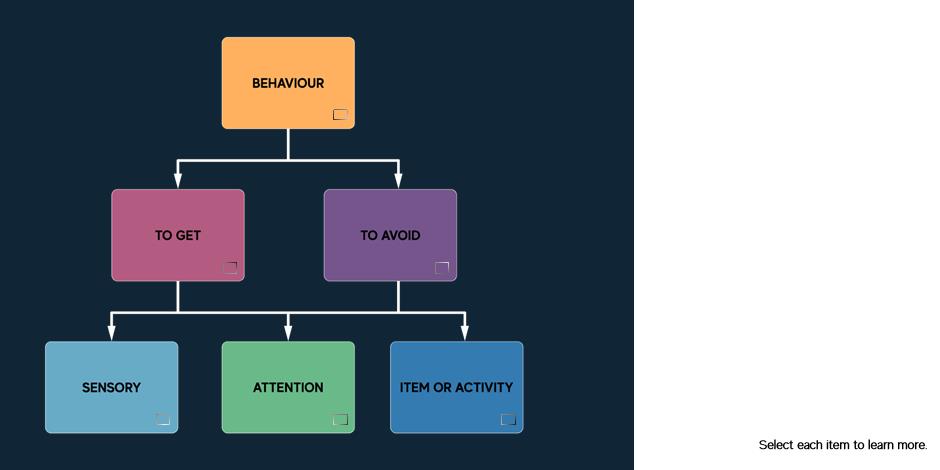 BEHAVIOUR
TO GET
TO AVOID
SENSORY
ATTENTION
ITEM OR ACTIVITY
Select each item to learn more.